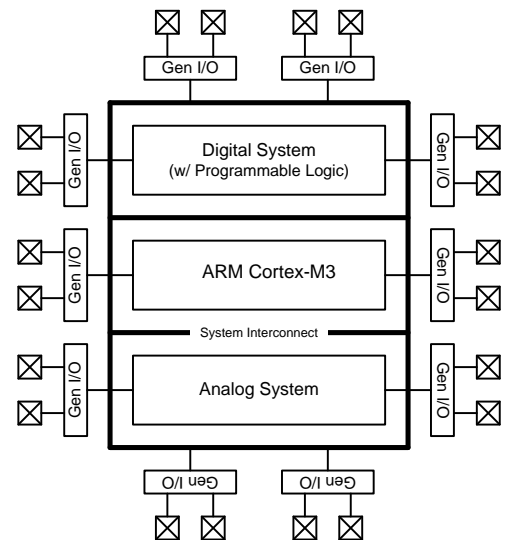 Gen I/O
Gen I/O
Gen I/O
Digital System
(w/ Programmable Logic)
Gen I/O
Gen I/O
ARM Cortex-M3
Gen I/O
System Interconnect
Gen I/O
Analog System
Gen I/O
Gen I/O
Gen I/O